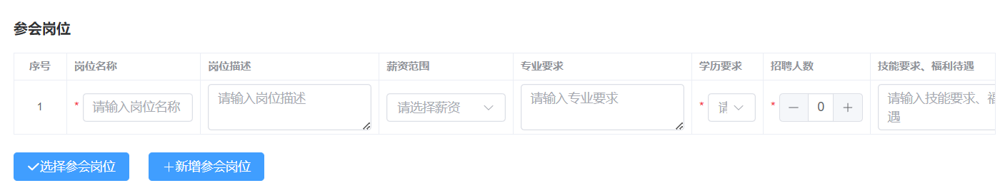 参会岗位
序号 岗位名称 岗位描述 薪资范围 专业要求 学历要求 招聘人数 技能要求、福利待遇
1 * 请输入岗位名称 请输入岗位描述 请选择薪资 请输入专业要求 * 请 * 0 请输入技能要求、福
遇
选择参会岗位 新增参会岗位